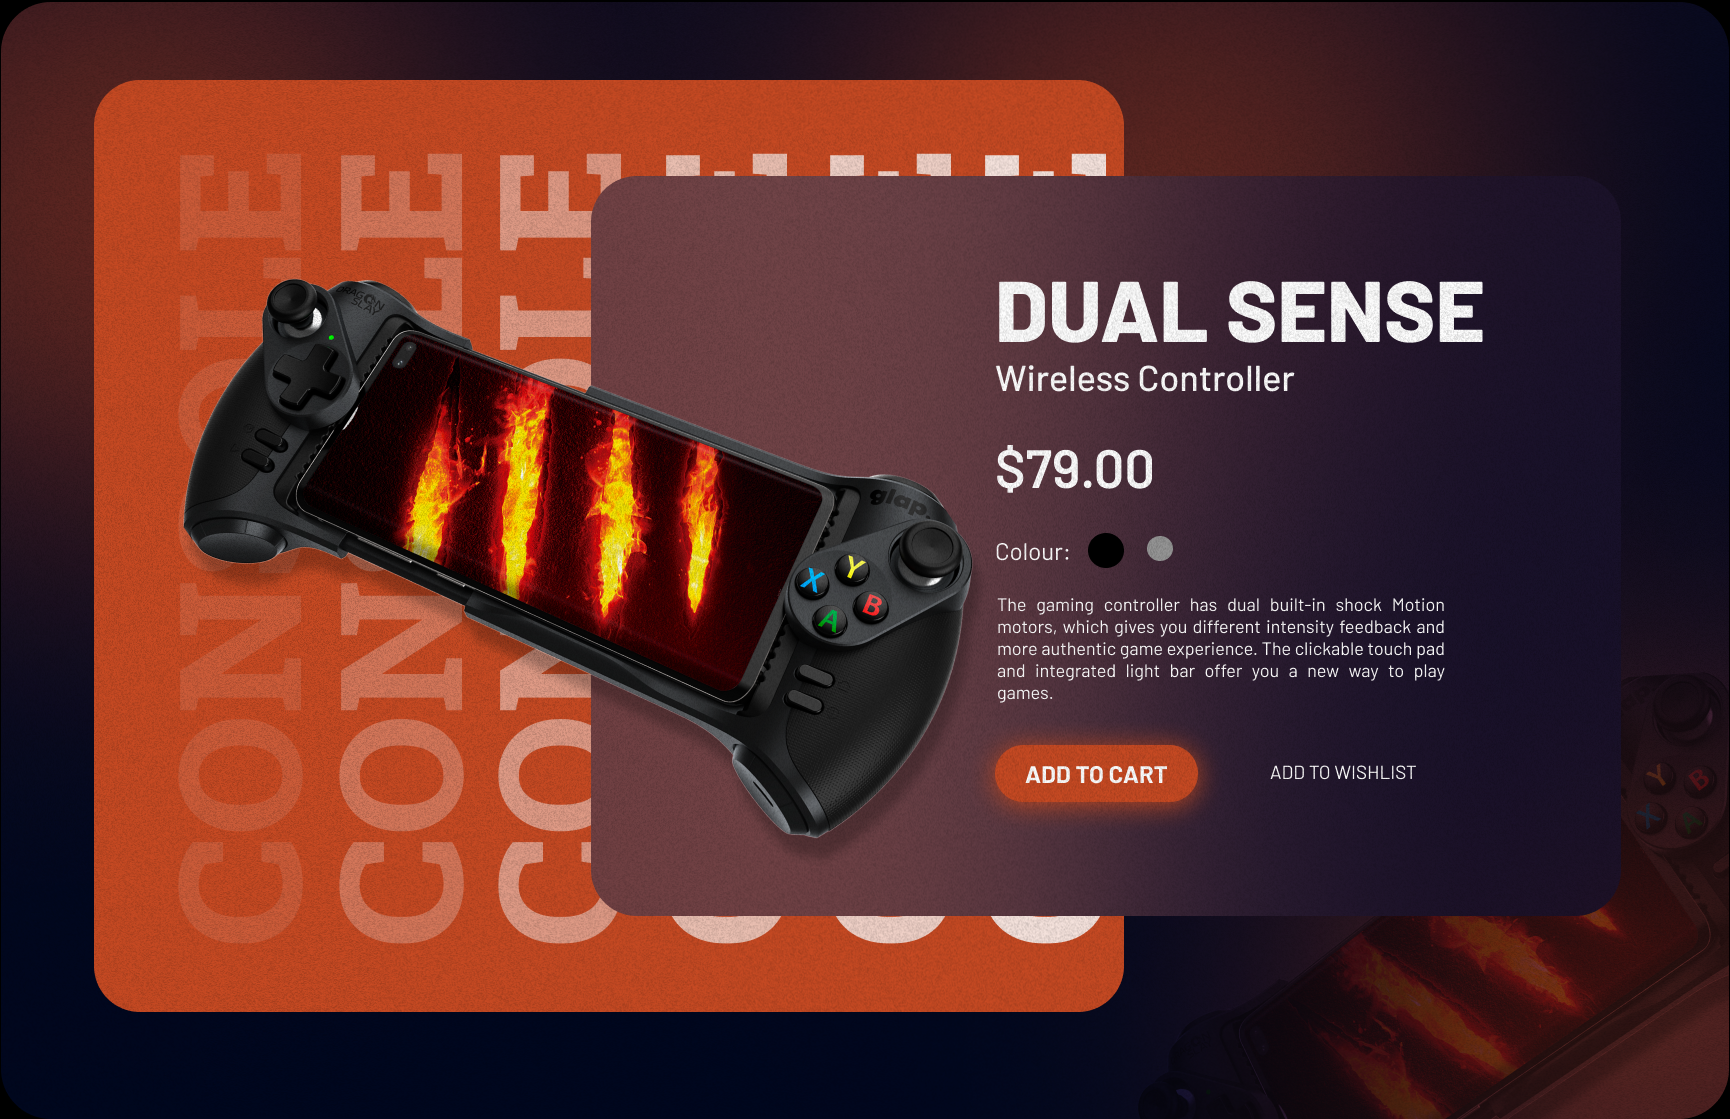 CONSOLE
CONSOLE
CONSOLE
DRAGON
SLAY
glap.
Y
X
B
A
DUAL SENSE
Wireless Controller
$79.00
Colour:
The gaming controller has dual built-in shock Motion
motors, which gives you different intensity feedback and
more authentic game experience. The clickable touch pad
and integrated light bar offer you a new way to play
games.
ADD TO CART
ADD TO WISHLIST
Y
B
X
A